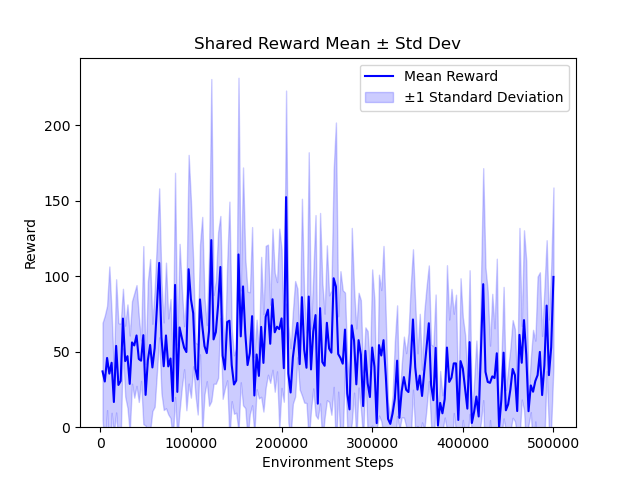 Shared Reward Mean ± Std Dev
Mean Reward
±1 Standard Deviation
Reward
200
150
100
50
0
0 100000 200000 300000 400000 500000
Environment Steps